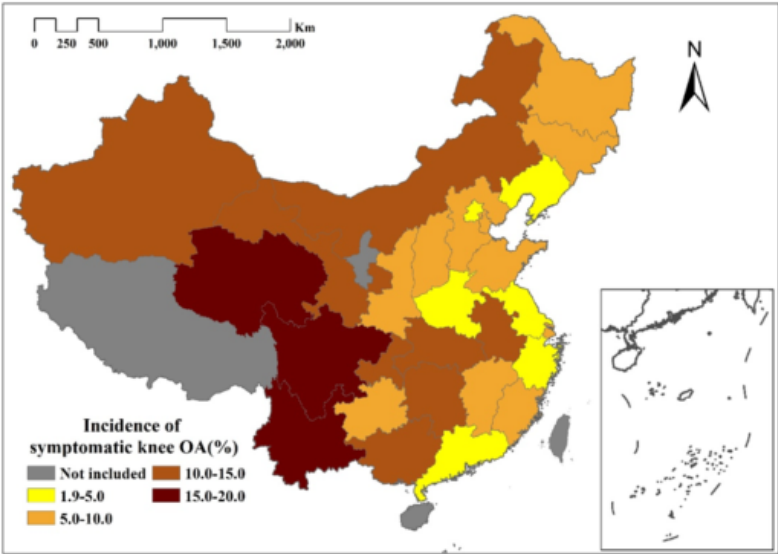 Km
0 250 500 1,000 1,500 2,000
N
Incidence of
symptomatic knee OA(%)
Not included 10.0-15.0
1.9-5.0 15.0-20.0
5.0-10.0